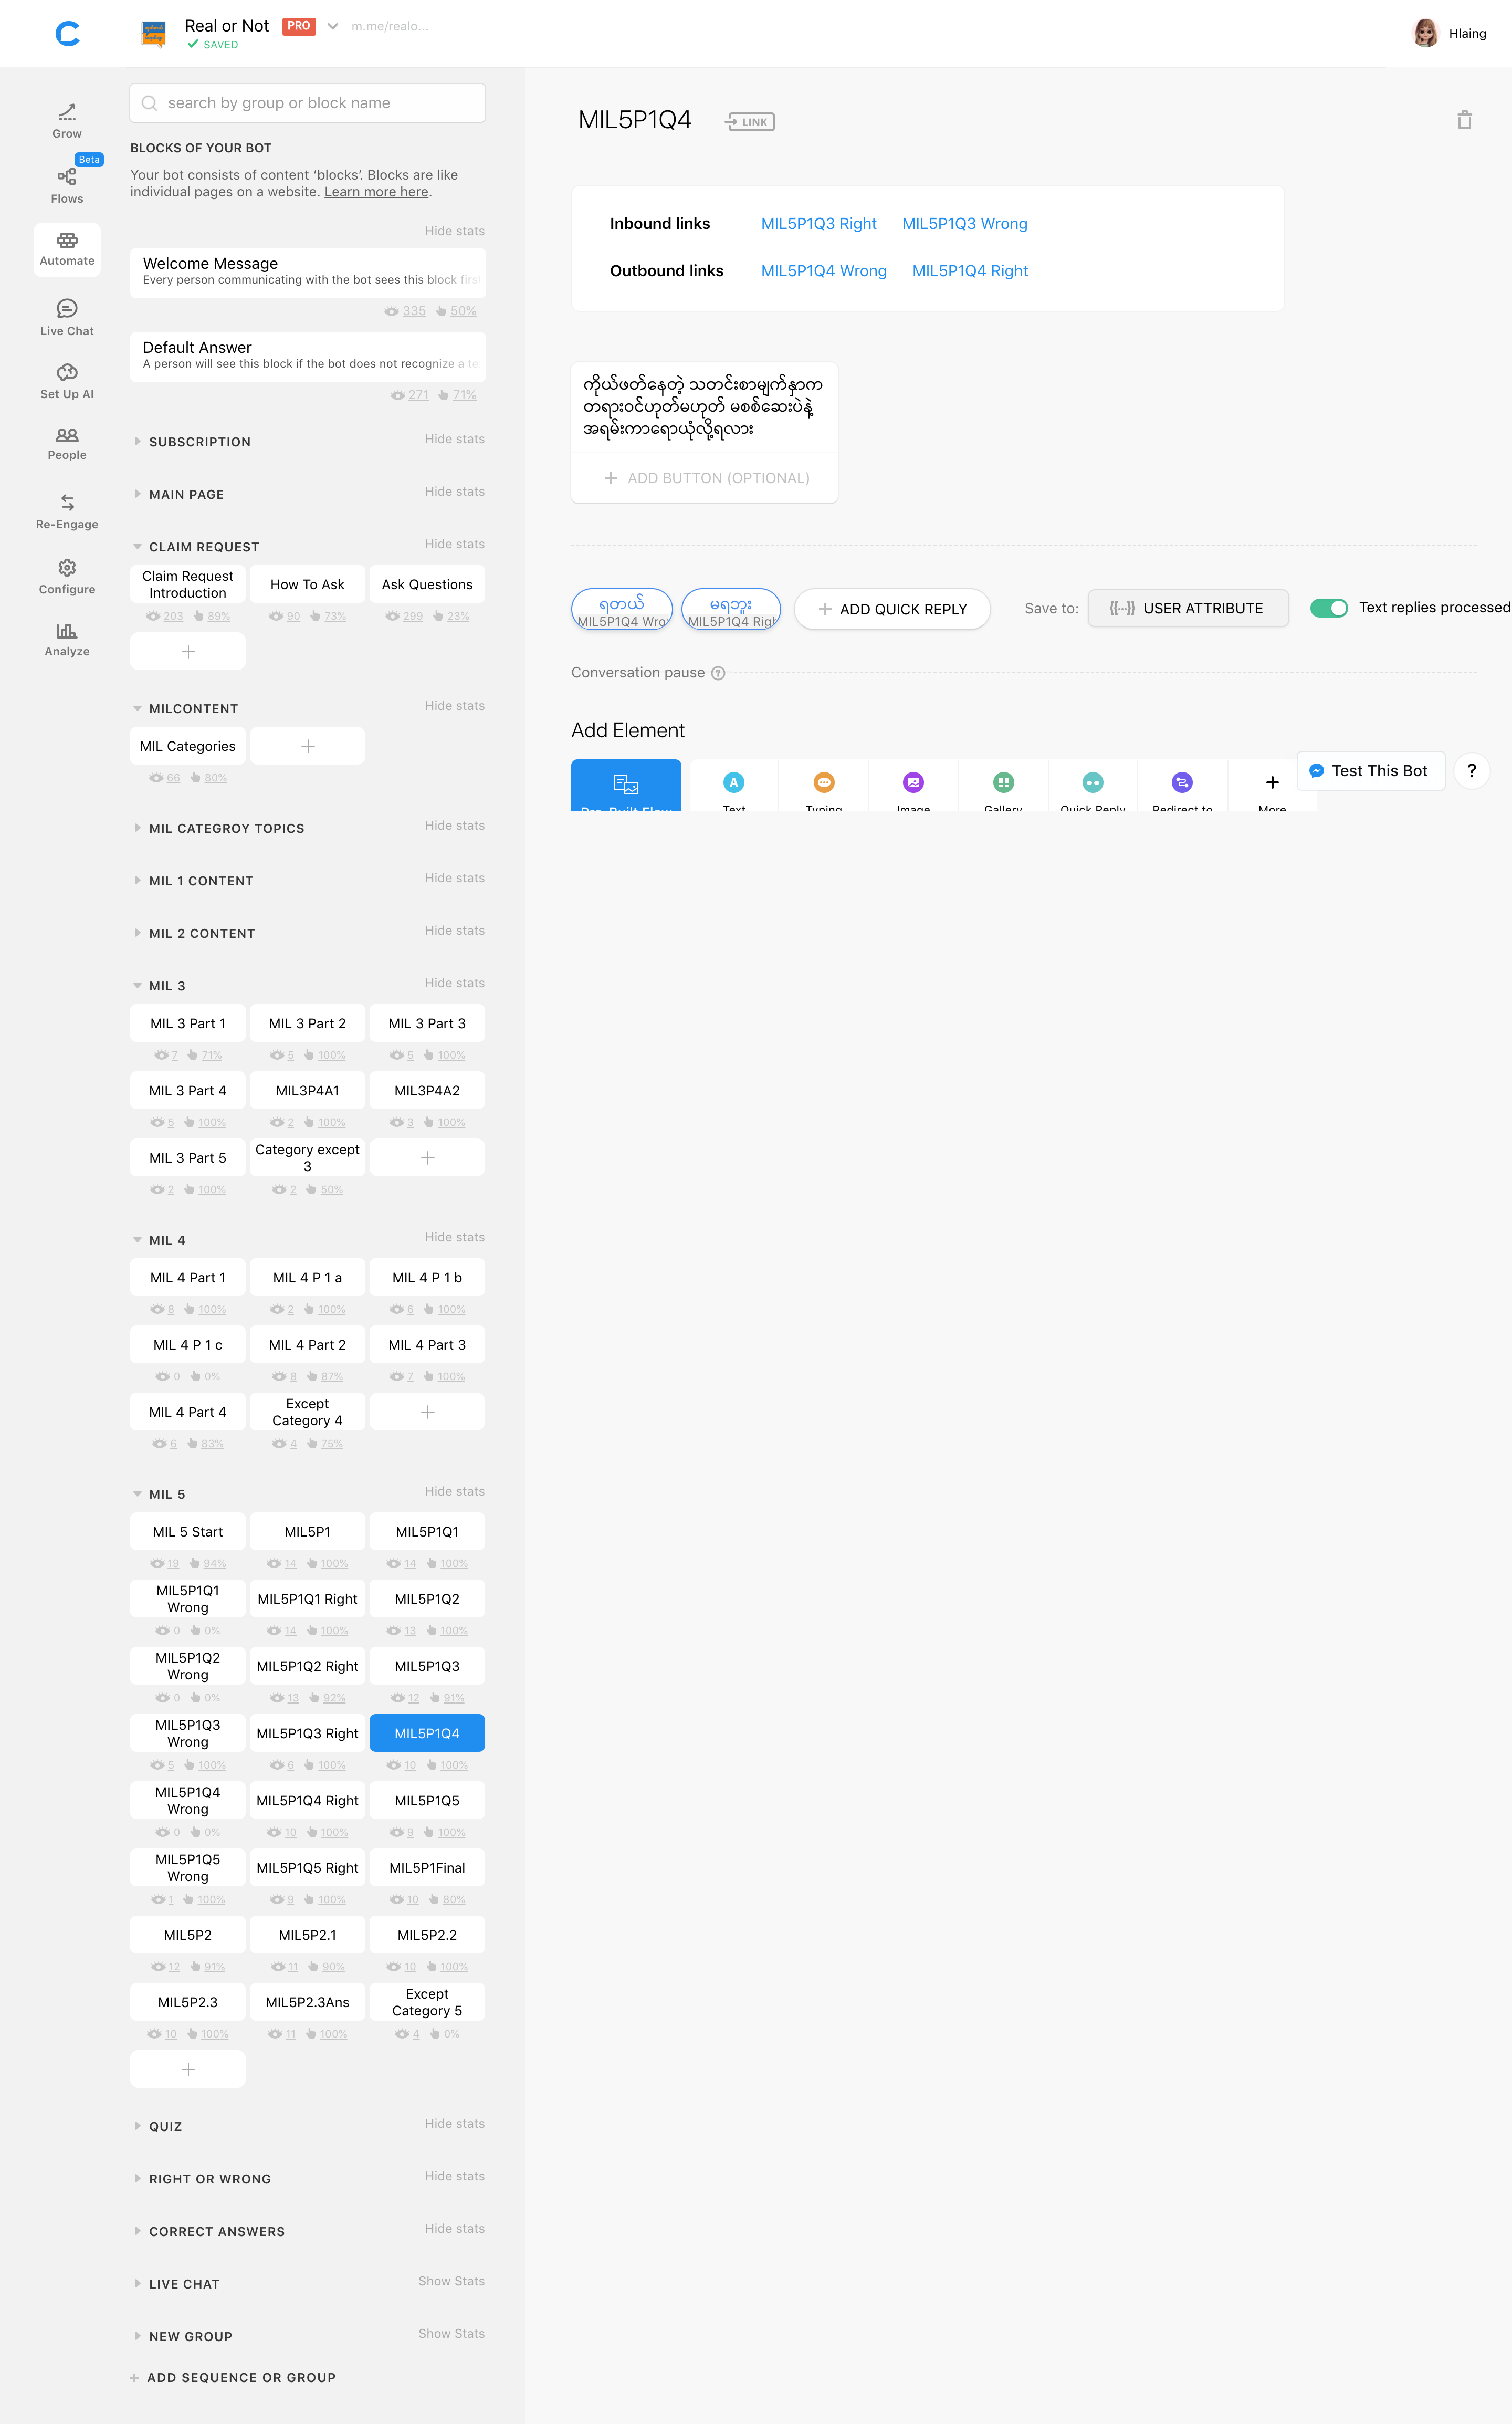 Real or Not PRO m.me/realo...
SAVED
Hlaing
Grow
Beta
Flows
Automate
Live Chat
Set Up AI
People
Re-Engage
Configure
Analyze
search by group or block name
BLOCKS OF YOUR BOT
Your bot consists of content ‘blocks’. Blocks are like
individual pages on a website. Learn more here.
Hide stats
Welcome Message
Every person communicating with the bot sees this block firs
335 50%
Default Answer
A person will see this block if the bot does not recognize a te
271 71%
SUBSCRIPTION Hide stats
MAIN PAGE Hide stats
CLAIM REQUEST Hide stats
Claim Request
Introduction
How To Ask
Ask Questions
203 89% 90 73% 299 23%
MILCONTENT Hide stats
MIL Categories
66 80%
MIL CATEGROY TOPICS Hide stats
MIL 1 CONTENT Hide stats
MIL 2 CONTENT Hide stats
MIL 3 Hide stats
MIL 3 Part 1 MIL 3 Part 2 MIL 3 Part 3
7 71% 5 100% 5 100%
MIL 3 Part 4 MIL3P4A1 MIL3P4A2
5 100% 2 100% 3 100%
MIL 3 Part 5
Category except
3
2 100% 2 50%
MIL 4 Hide stats
MIL 4 Part 1 MIL 4 P 1 a MIL 4 P 1 b
8 100% 2 100% 6 100%
MIL 4 P 1 c MIL 4 Part 2 MIL 4 Part 3
0 0% 8 87% 7 100%
MIL 4 Part 4
Except
Category 4
6 83% 4 75%
MIL 5 Hide stats
MIL 5 Start MIL5P1 MIL5P1Q1
19 94% 14 100% 14 100%
MIL5P1Q1
Wrong
MIL5P1Q1 Right MIL5P1Q2
0 0% 14 100% 13 100%
MIL5P1Q2
Wrong
MIL5P1Q2 Right MIL5P1Q3
0 0% 13 92% 12 91%
MIL5P1Q3
Wrong
MIL5P1Q3 Right MIL5P1Q4
5 100% 6 100% 10 100%
MIL5P1Q4
Wrong
MIL5P1Q4 Right MIL5P1Q5
0 0% 10 100% 9 100%
MIL5P1Q5
Wrong
MIL5P1Q5 Right MIL5P1Final
1 100% 9 100% 10 80%
MIL5P2 MIL5P2.1 MIL5P2.2
12 91% 11 90% 10 100%
MIL5P2.3 MIL5P2.3Ans
Except
Category 5
10 100% 11 100% 4 0%
QUIZ Hide stats
RIGHT OR WRONG Hide stats
CORRECT ANSWERS Hide stats
LIVE CHAT Show Stats
NEW GROUP Show Stats
+ ADD SEQUENCE OR GROUP
MIL5P1Q4 LINK
Inbound links MIL5P1Q3 Right MIL5P1Q3 Wrong
Outbound links MIL5P1Q4 Wrong MIL5P1Q4 Right
ကိုယ်ဖတ်နေတဲ့ သတင်းစာမျက်နှာက
တရားဝင်ဟုတ်မဟုတ် မစစ်ဆေးပဲနဲ့
အရမ်းကာရောယုံလို့ရလား
+ ADD BUTTON (OPTIONAL)
ရတယ် မရဘူး
MIL5P1Q4 Wro MIL5P1Q4 Righ
+ ADD QUICK REPLY Save to: {{...}} USER ATTRIBUTE Text replies processed
Conversation pause ?
Add Element
Pre-Built Flow Text Typing Image Gallery Quick Reply Redirect to More
Test This Bot ?